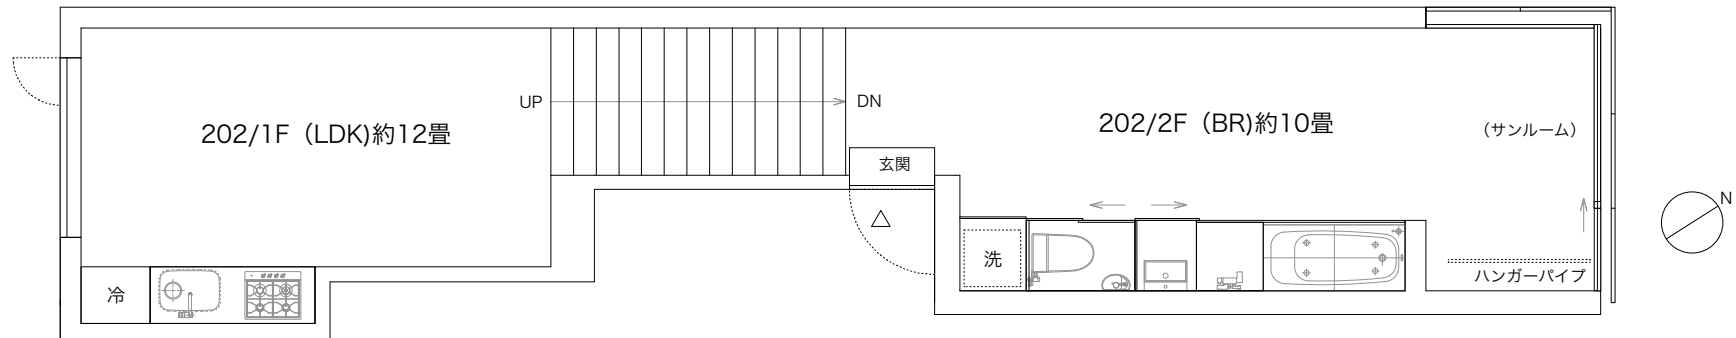 202/1F（LDK)約12畳
UP
DN
202/2F（BR)約10畳
（サンルーム）
玄関
△
N
洗
冷
ハンガーパイプ